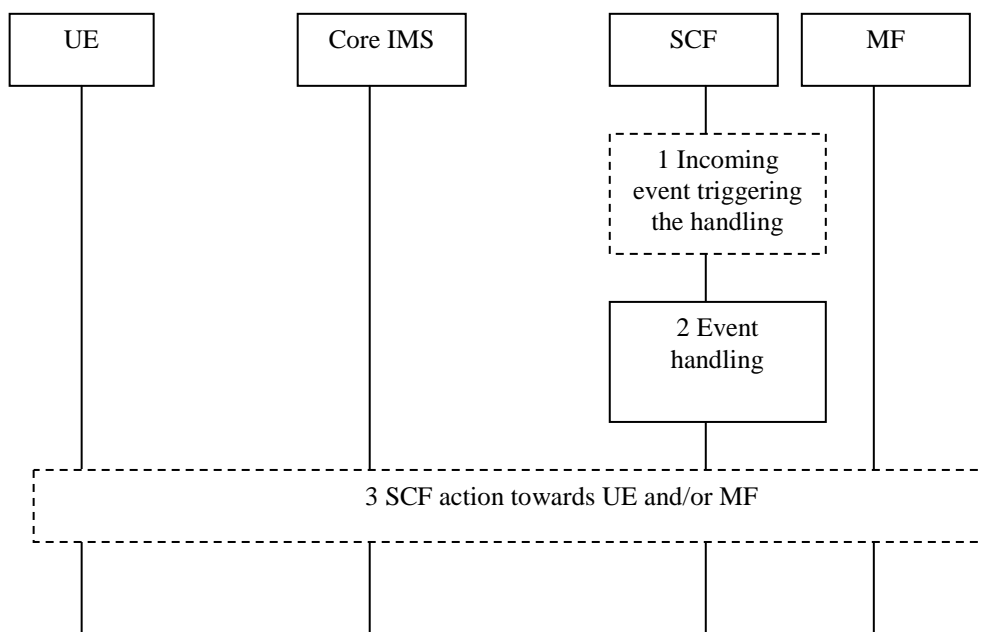 UE
Core IMS
SCF
MF
1 Incoming
event triggering
the handling
2 Event
handling
3 SCF action towards UE and/or MF